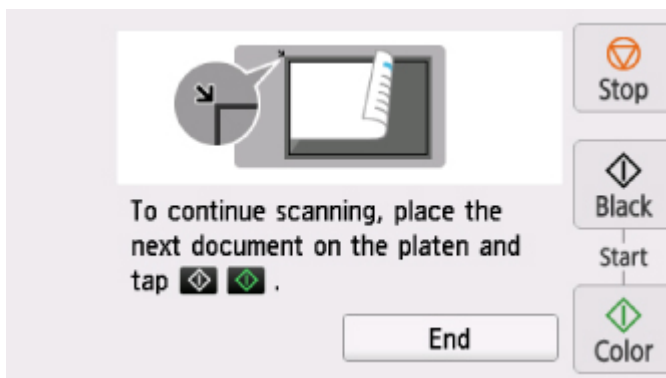 To continue scanning, place the
next document on the platen and
tap .
End
Stop
Black
Start
Color